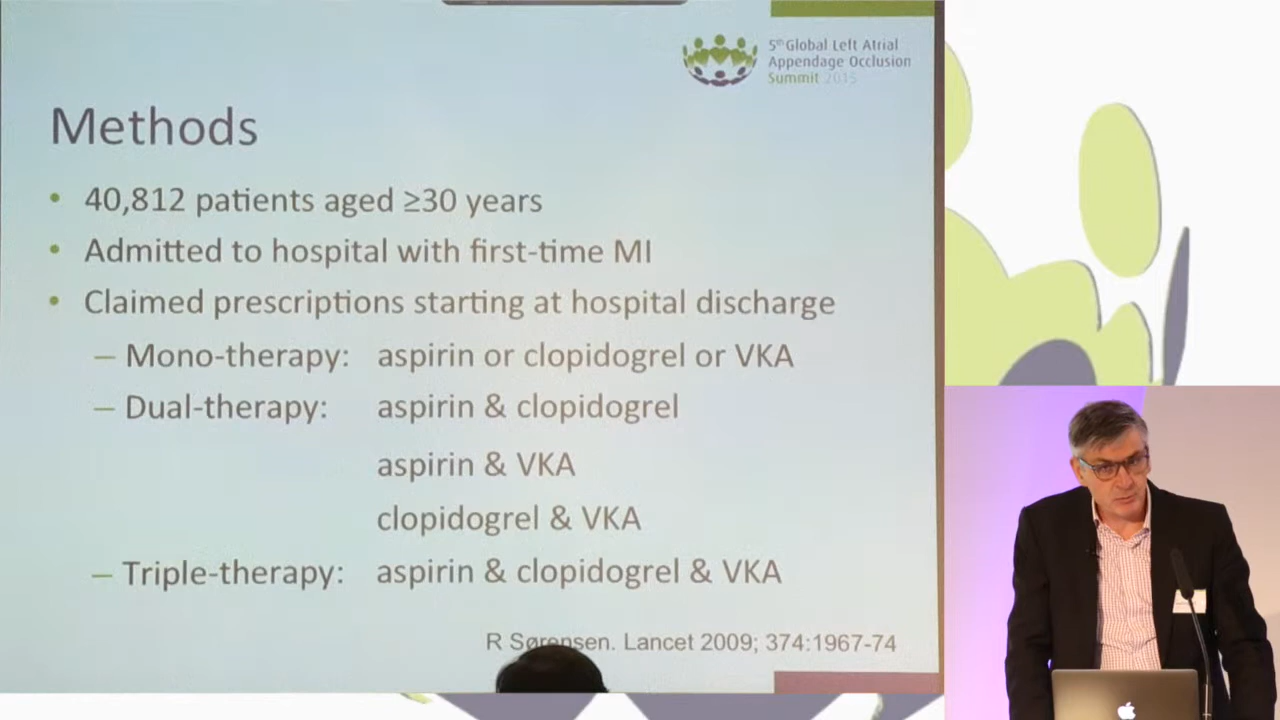 5th Global Left Atrial
Appendage Occlusion
Summit 2015
Methods
• 40,812 patients aged ≥30 years
• Admitted to hospital with first-time MI
• Claimed prescriptions starting at hospital discharge
– Mono-therapy: aspirin or clopidogrel or VKA
– Dual-therapy: aspirin & clopidogrel
aspirin & VKA
clopidogrel & VKA
– Triple-therapy: aspirin & clopidogrel & VKA
R Sørensen. Lancet 2009; 374:1967-74